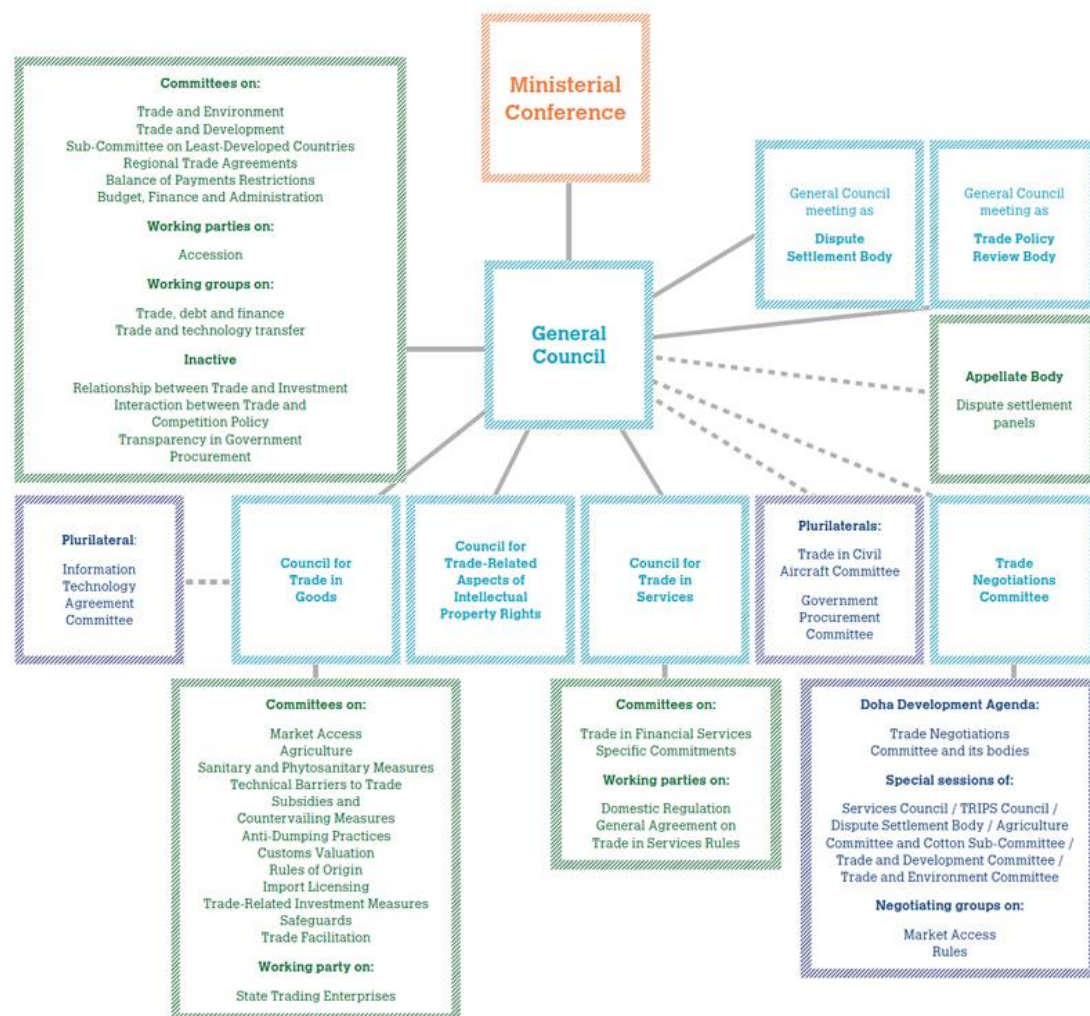 Ministerial
Conference
Committees on:
Trade and Environment
Trade and Development
Sub-Committee on Least-Developed Countries
Regional Trade Agreements
Balance of Payments Restrictions
Budget, Finance and Administration
Working parties on:
Accession
Working groups on:
Trade, debt and finance
Trade and technology transfer
Inactive
Relationship between Trade and Investment
Interaction between Trade and
Competition Policy
Transparency in Government
Procurement
General Council
meeting as
Dispute
Settlement Body
General Council
meeting as
Trade Policy
Review Body
General
Council
Appellate Body
Dispute settlement
panels
Plurilateral:
Information
Technology
Agreement
Committee
Council for
Trade in
Goods
Council for
Trade-Related
Aspects of
Intellectual
Property Rights
Council for
Trade in
Services
Plurilaterals:
Trade in Civil
Aircraft Committee
Government
Procurement
Committee
Trade
Negotiations
Committee
Committees on:
Market Access
Agriculture
Sanitary and Phytosanitary Measures
Technical Barriers to Trade
Subsidies and
Countervailing Measures
Anti-Dumping Practices
Customs Valuation
Rules of Origin
Import Licensing
Trade-Related Investment Measures
Safeguards
Trade Facilitation
Working party on:
State Trading Enterprises
Committees on:
Trade in Financial Services
Specific Commitments
Working parties on:
Domestic Regulation
General Agreement on
Trade in Services Rules
Doha Development Agenda:
Trade Negotiations
Committee and its bodies
Special sessions of:
Services Council / TRIPS Council /
Dispute Settlement Body / Agriculture
Committee and Cotton Sub-Committee /
Trade and Development Committee /
Trade and Environment Committee
Negotiating groups on:
Market Access
Rules